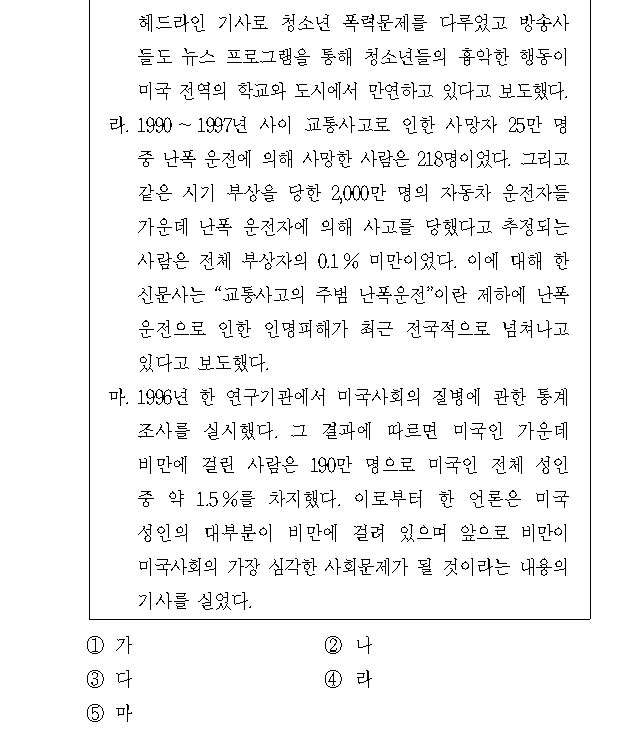 헤드라인 기사로 청소년 폭력문제를 다루었고 방송사
들도 뉴스 프로그램을 통해 청소년들의 흉악한 행동이
미국 전역의 학교와 도시에서 만연하고 있다고 보도했다.
라. 1990 ~ 1997년 사이 교통사고로 인한 사망자 25만 명
중 난폭 운전에 의해 사망한 사람은 218명이었다. 그리고
같은 시기 부상을 당한 2,000만 명의 자동차 운전자들
가운데 난폭 운전자에 의해 사고를 당했다고 추정되는
사람은 전체 부상자의 0.1% 미만이었다. 이에 대해 한
신문사는 “교통사고의 주범 난폭운전”이란 제하에 난폭
운전으로 인한 인명피해가 최근 전국적으로 넘쳐나고
있다고 보도했다.
마. 1996년 한 연구기관에서 미국사회의 질병에 관한 통계
조사를 실시했다. 그 결과에 따르면 미국인 가운데
비만에 걸린 사람은 190만 명으로 미국인 전체 성인
중 약 1.5%를 차지했다. 이로부터 한 언론은 미국
성인의 대부분이 비만에 걸려 있으며 앞으로 비만이
미국사회의 가장 심각한 사회문제가 될 것이라는 내용의
기사를 실었다.
① 가 ② 나
③ 다 ④ 라
⑤ 마